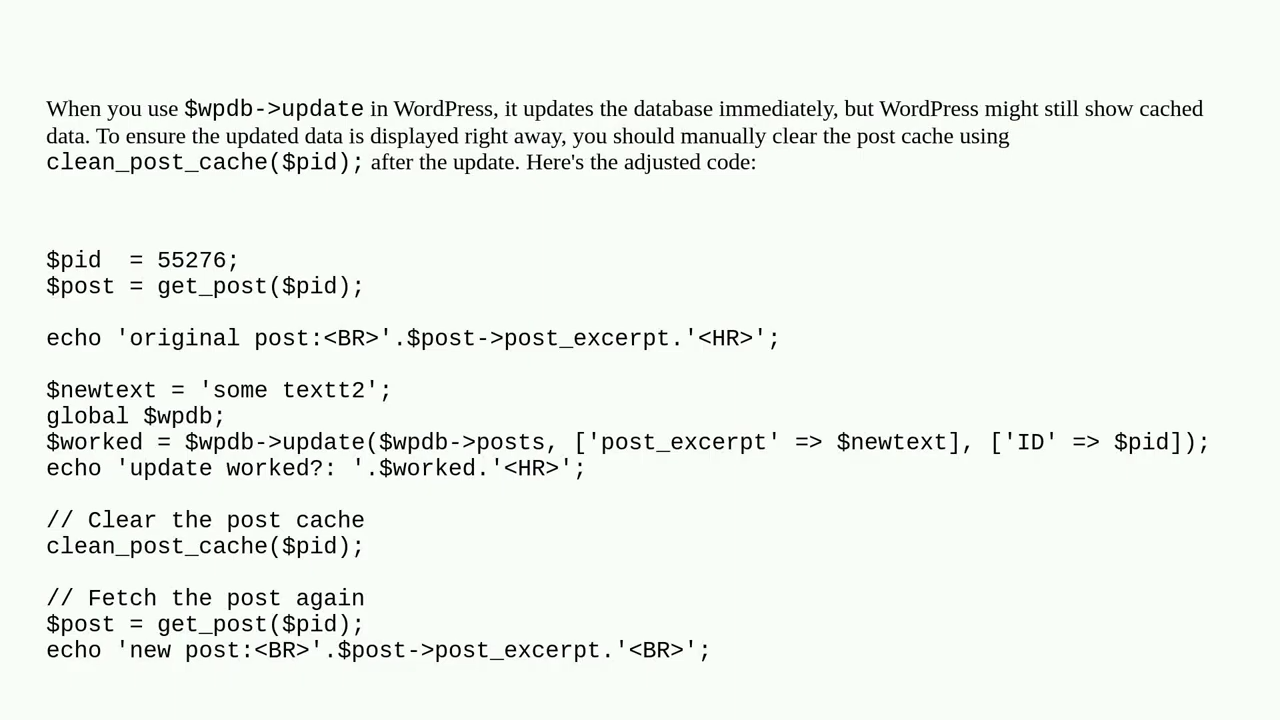 When you use $wpdb->update in WordPress, it updates the database immediately, but WordPress might still show cached
data. To ensure the updated data is displayed right away, you should manually clear the post cache using
clean_post_cache($pid); after the update. Here's the adjusted code:
$pid  = 55276;
$post = get_post($pid);
echo 'original post:<BR>'.$post->post_excerpt.'<HR>';
$newtext = 'some textt2';
global $wpdb;
$worked = $wpdb->update($wpdb->posts, ['post_excerpt' => $newtext], ['ID' => $pid]);
echo 'update worked?: '.$worked.'<HR>';
// Clear the post cache
clean_post_cache($pid);
// Fetch the post again
$post = get_post($pid);
echo 'new post:<BR>'.$post->post_excerpt.'<BR>';